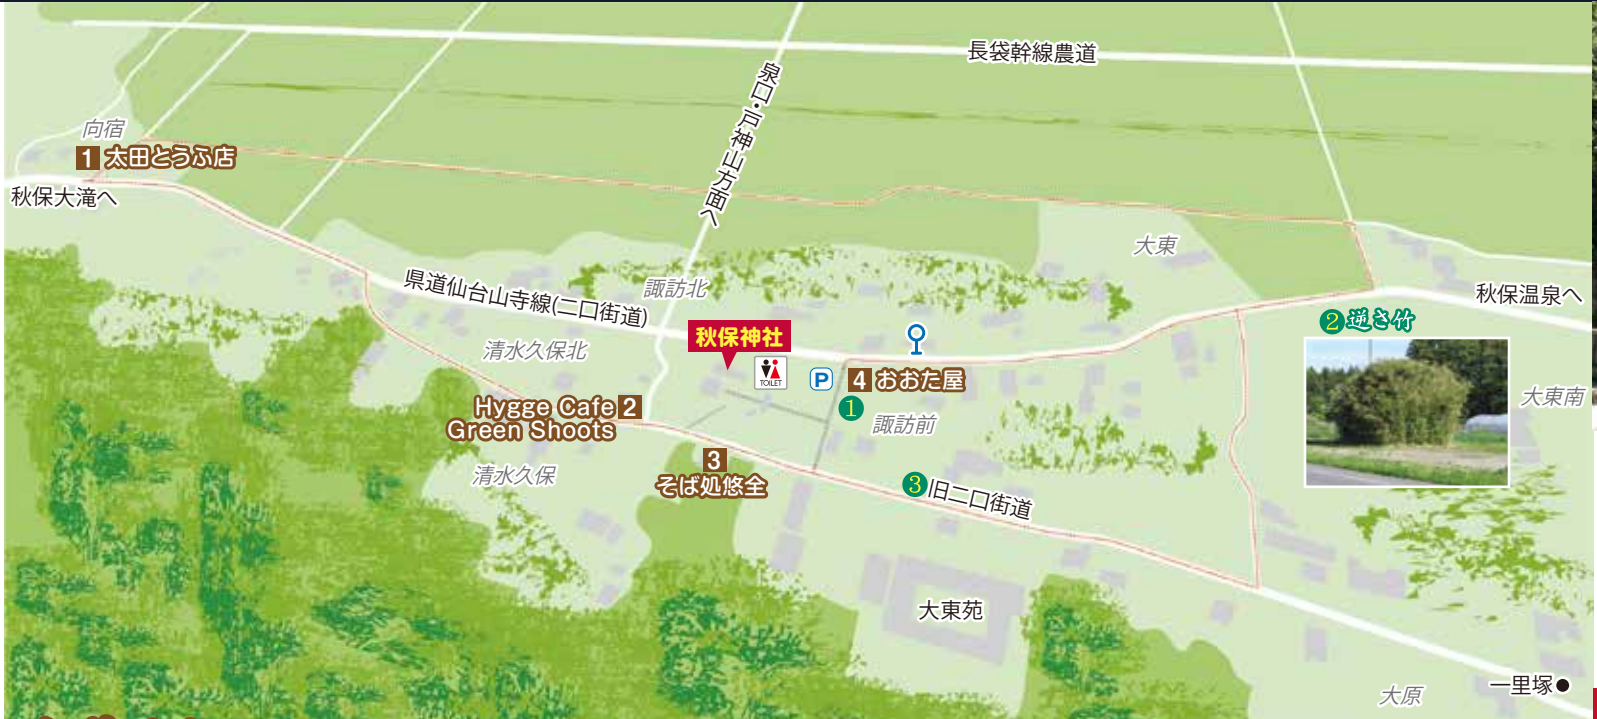 長袋幹線農道
泉口・戸神山方面へ
向宿
1 太田とうふ店
秋保大滝へ
大東
県道仙台山寺線(二口街道)
諏訪北
秋保温泉へ
2 逆さ竹
秋保神社
清水久保北
TOILET
P
4 おおた屋
1
諏訪前
大東南
Hygge Cafe 2
Green Shoots
3
そば処悠全
清水久保
3 旧二口街道
大東苑
一里塚
大原